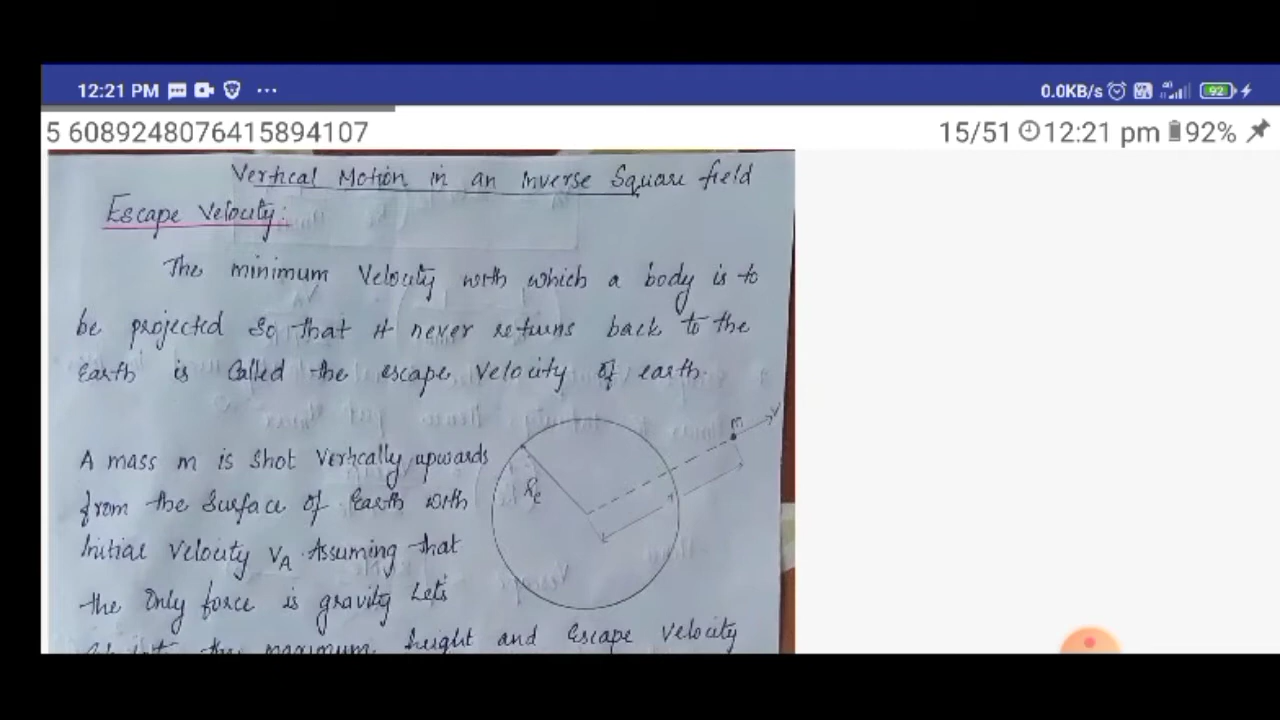 12:21 PM ...
0.0KB/s 92
5 6089248076415894107
15/51 12:21 pm 92%
Vertical Motion in an Inverse Square field
Escape Velocity:
The minimum Velocity with which a body is to
be projected So that it never returns back to the
Earth is Called the escape Velocity of earth.
A mass m is Shot Vertically upwards
from the Surface of Earth with
Initial Velocity VA. Assuming that
the Only force is gravity Let's
the maximum height and Escape Velocity
Re
m
V